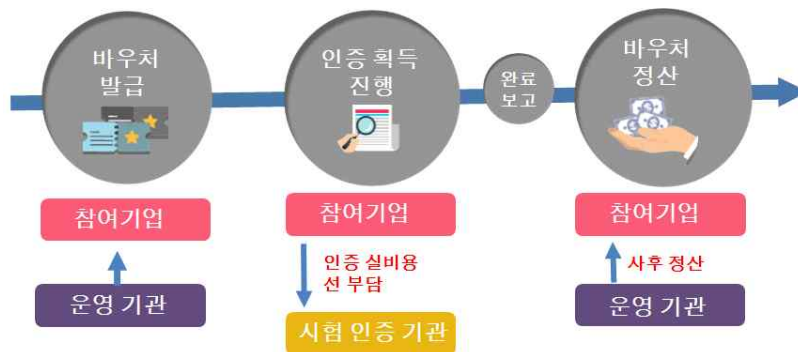 바우처
발급
인증 획득
진행
완료
보고
바우처
정산
참여기업
참여기업
참여기업
인증 실비용
선 부담
사후 정산
운영 기관
시험 인증 기관
운영 기관